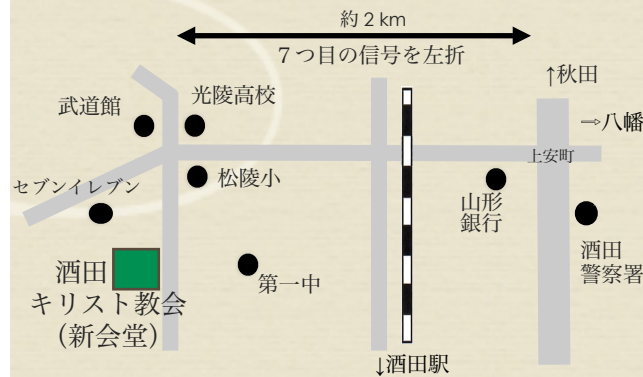 約２km
７つ目の信号を左折
↑秋田
⇒八幡
武道館
光陵高校
上安町
セブンイレブン
松陵小
山形
銀行
酒田
警察署
酒田
キリスト教会
(新会堂)
第一中
↓酒田駅